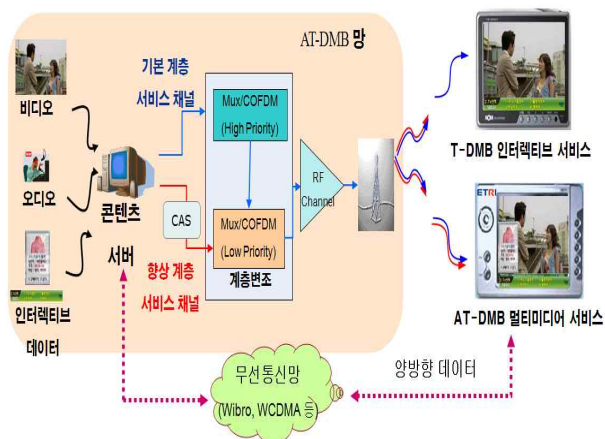 AT-DMB 망
비디오
오디오
인터렉티브
데이터
콘텐츠
서버
기본 계층
서비스 채널
CAS
향상 계층
서비스 채널
Mux/COFDM
(High Priority)
Mux/COFDM
(Low Priority)
계층변조
RF
Channel
T-DMB 인터렉티브 서비스
ETRI
AT-DMB 멀티미디어 서비스
무선통신망
(Wibro, WCDMA 등)
양방향 데이터